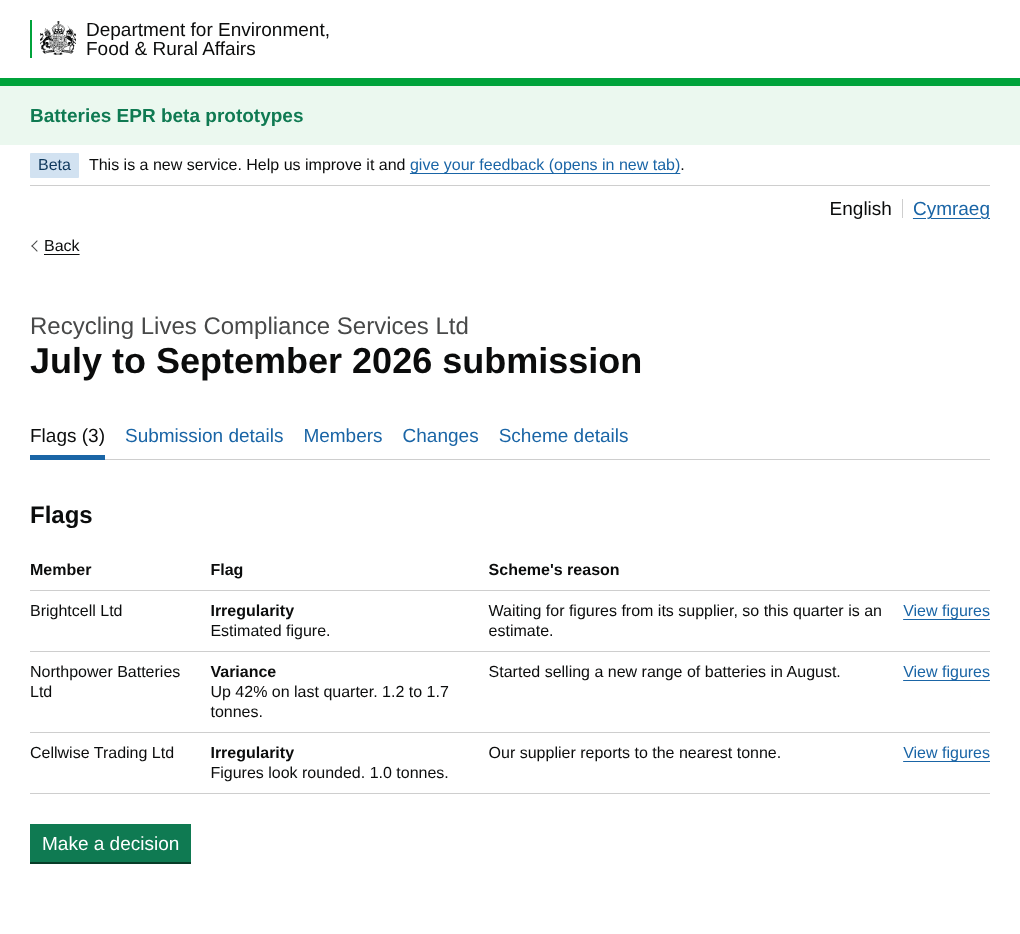 Department for Environment,
Food & Rural Affairs
Batteries EPR beta prototypes
Beta This is a new service. Help us improve it and give your feedback (opens in new tab).
English Cymraeg
Back
Recycling Lives Compliance Services Ltd
July to September 2026 submission
Flags (3) Submission details Members Changes Scheme details
Flags
Member Flag Scheme's reason
Brightcell Ltd Irregularity Waiting for figures from its supplier, so this quarter is an View figures
Estimated figure. estimate.
Northpower Batteries Variance Started selling a new range of batteries in August. View figures
Ltd Up 42% on last quarter. 1.2 to 1.7
tonnes.
Cellwise Trading Ltd Irregularity Our supplier reports to the nearest tonne. View figures
Figures look rounded. 1.0 tonnes.
Make a decision